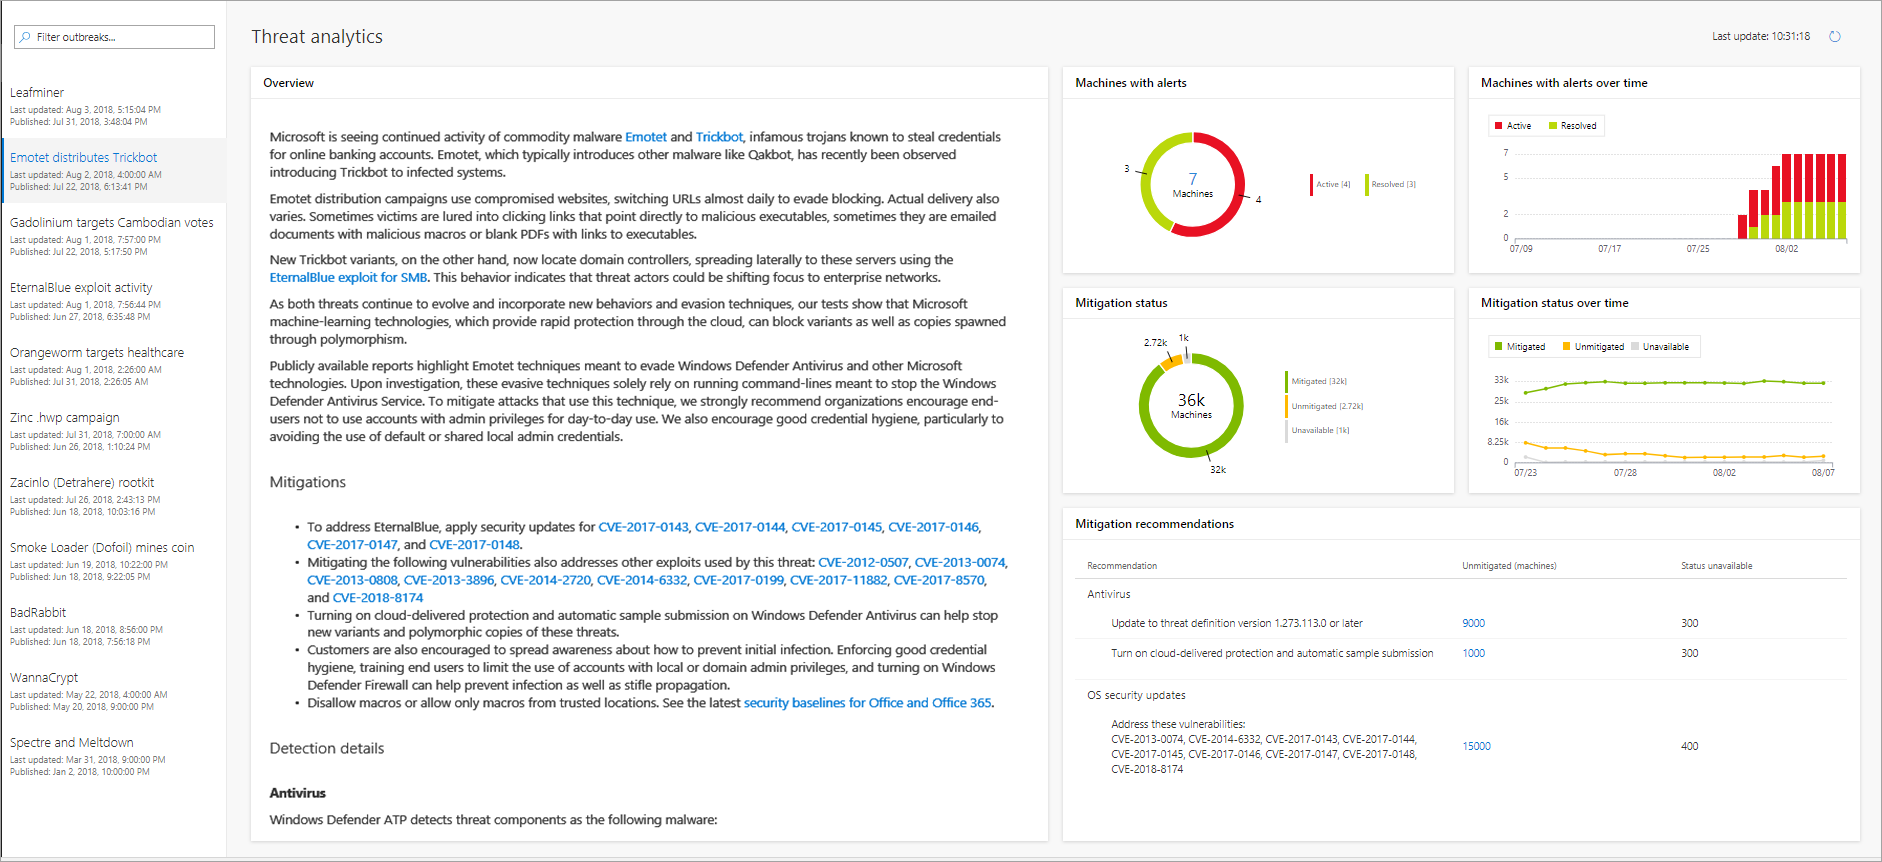 Filter outbreaks...
Leafminer
Last updated: Aug 3, 2018, 5:15:04 PM
Published: Jul 31, 2018, 3:48:04 PM
Emotet distributes Trickbot
Last updated: Aug 2, 2018, 4:00:00 AM
Published: Jul 22, 2018, 6:13:41 PM
Gadolinium targets Cambodian votes
Last updated: Aug 1, 2018, 7:57:00 PM
Published: Jul 22, 2018, 5:17:50 PM
EternalBlue exploit activity
Last updated: Aug 1, 2018, 7:56:44 PM
Published: Jun 27, 2018, 6:35:48 PM
Orangeworm targets healthcare
Last updated: Aug 1, 2018, 2:26:00 AM
Published: Jul 31, 2018, 2:26:05 AM
Zinc .hwp campaign
Last updated: Jul 31, 2018, 7:00:00 AM
Published: Jun 26, 2018, 1:10:24 PM
Zacinlo (Detrahere) rootkit
Last updated: Jul 26, 2018, 2:43:13 PM
Published: Jun 18, 2018, 10:03:16 PM
Smoke Loader (Dofoil) mines coin
Last updated: Jun 19, 2018, 10:22:00 PM
Published: Jun 18, 2018, 9:22:05 PM
BadRabbit
Last updated: Jun 18, 2018, 8:56:00 PM
Published: Jun 18, 2018, 7:56:18 PM
WannaCrypt
Last updated: May 22, 2018, 4:00:00 AM
Published: May 20, 2018, 9:00:00 PM
Spectre and Meltdown
Last updated: Mar 31, 2018, 9:00:00 PM
Published: Jan 2, 2018, 10:00:00 PM
Threat analytics
Last update: 10:31:18
Overview
Microsoft is seeing continued activity of commodity malware Emotet and Trickbot, infamous trojans known to steal credentials
for online banking accounts. Emotet, which typically introduces other malware like Qakbot, has recently been observed
introducing Trickbot to infected systems.
Emotet distribution campaigns use compromised websites, switching URLs almost daily to evade blocking. Actual delivery also
varies. Sometimes victims are lured into clicking links that point directly to malicious executables, sometimes they are emailed
documents with malicious macros or blank PDFs with links to executables.
New Trickbot variants, on the other hand, now locate domain controllers, spreading laterally to these servers using the
EternalBlue exploit for SMB. This behavior indicates that threat actors could be shifting focus to enterprise networks.
As both threats continue to evolve and incorporate new behaviors and evasion techniques, our tests show that Microsoft
machine-learning technologies, which provide rapid protection through the cloud, can block variants as well as copies spawned
through polymorphism.
Publicly available reports highlight Emotet techniques meant to evade Windows Defender Antivirus and other Microsoft
technologies. Upon investigation, these evasive techniques solely rely on running command-lines meant to stop the Windows
Defender Antivirus Service. To mitigate attacks that use this technique, we strongly recommend organizations encourage end-
users not to use accounts with admin privileges for day-to-day use. We also encourage good credential hygiene, particularly to
avoiding the use of default or shared local admin credentials.
Mitigations
• To address EternalBlue, apply security updates for CVE-2017-0143, CVE-2017-0144, CVE-2017-0145, CVE-2017-0146,
CVE-2017-0147, and CVE-2017-0148.
• Mitigating the following vulnerabilities also addresses other exploits used by this threat: CVE-2012-0507, CVE-2013-0074,
CVE-2013-0808, CVE-2013-3896, CVE-2014-2720, CVE-2014-6332, CVE-2017-0199, CVE-2017-11882, CVE-2017-8570,
and CVE-2018-8174
• Turning on cloud-delivered protection and automatic sample submission on Windows Defender Antivirus can help stop
new variants and polymorphic copies of these threats.
• Customers are also encouraged to spread awareness about how to prevent initial infection. Enforcing good credential
hygiene, training end users to limit the use of accounts with local or domain admin privileges, and turning on Windows
Defender Firewall can help prevent infection as well as stifle propagation.
• Disallow macros or allow only macros from trusted locations. See the latest security baselines for Office and Office 365.
Detection details
Antivirus
Windows Defender ATP detects threat components as the following malware:
Machines with alerts
3
7
Machines
4
Active [4]
Resolved [3]
Machines with alerts over time
Active
Resolved
7
5
2
0
07/09
07/17
07/25
08/02
Mitigation status
2.72k
1k
36k
Machines
32k
Mitigated [32k]
Unmitigated [2.72k]
Unavailable [1k]
Mitigation status over time
Mitigated
Unmitigated
Unavailable
33k
25k
16k
8.25k
0
07/23
07/28
08/02
08/07
Mitigation recommendations
Recommendation Unmitigated (machines) Status unavailable
Antivirus
Update to threat definition version 1.273.113.0 or later 9000 300
Turn on cloud-delivered protection and automatic sample submission 1000 300
OS security updates
Address these vulnerabilities:
CVE-2013-0074, CVE-2014-6332, CVE-2017-0143, CVE-2017-0144,
CVE-2017-0145, CVE-2017-0146, CVE-2017-0147, CVE-2017-0148, 15000 400
CVE-2018-8174